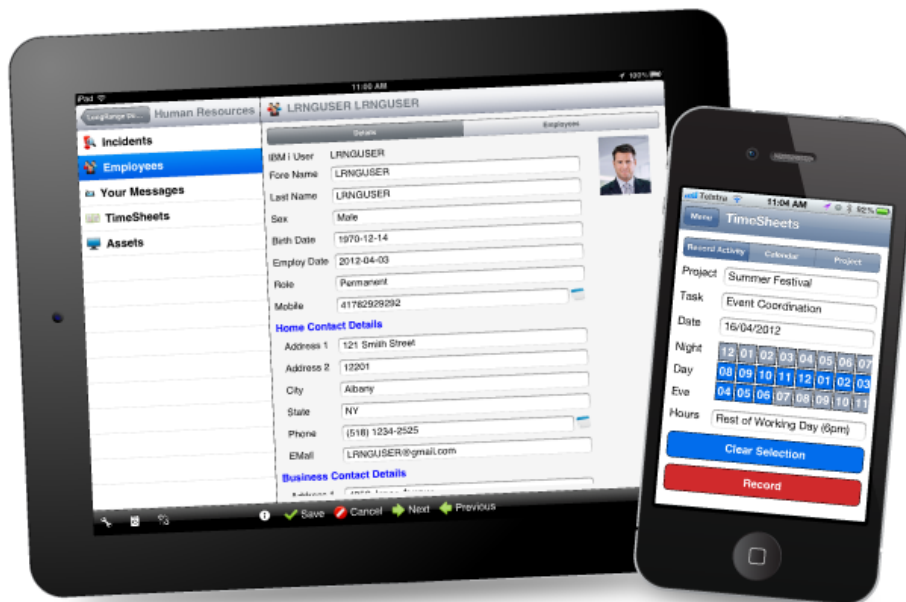 iPad
11:00 AM
100%
Human Resources
LRNGUSER LRNGUSER
Incidents
Employees
Your Messages
TimeSheets
Assets
Details
Employees
IBM i User LRNGUSER
Fore Name LRNGUSER
Last Name LRNGUSER
Sex Male
Birth Date 1970-12-14
Employ Date 2012-04-03
Role Permanent
Mobile 41782929292
Home Contact Details
Address 1 121 Smith Street
Address 2 12201
City Albany
State NY
Phone (518) 1234-2525
EMail LRNGUSER@gmail.com
Business Contact Details
Save Cancel Next Previous
Telstra 11:04 AM 92%
Menu TimeSheets
Record Activity Calendar Project
Project Summer Festival
Task Event Coordination
Date 16/04/2012
Night 12 01 02 03 04 05 06 07
Day 08 09 10 11 12 01 02 03
Eve 04 05 06 07 08 09 10 11
Hours Rest of Working Day (6pm)
Clear Selection
Record